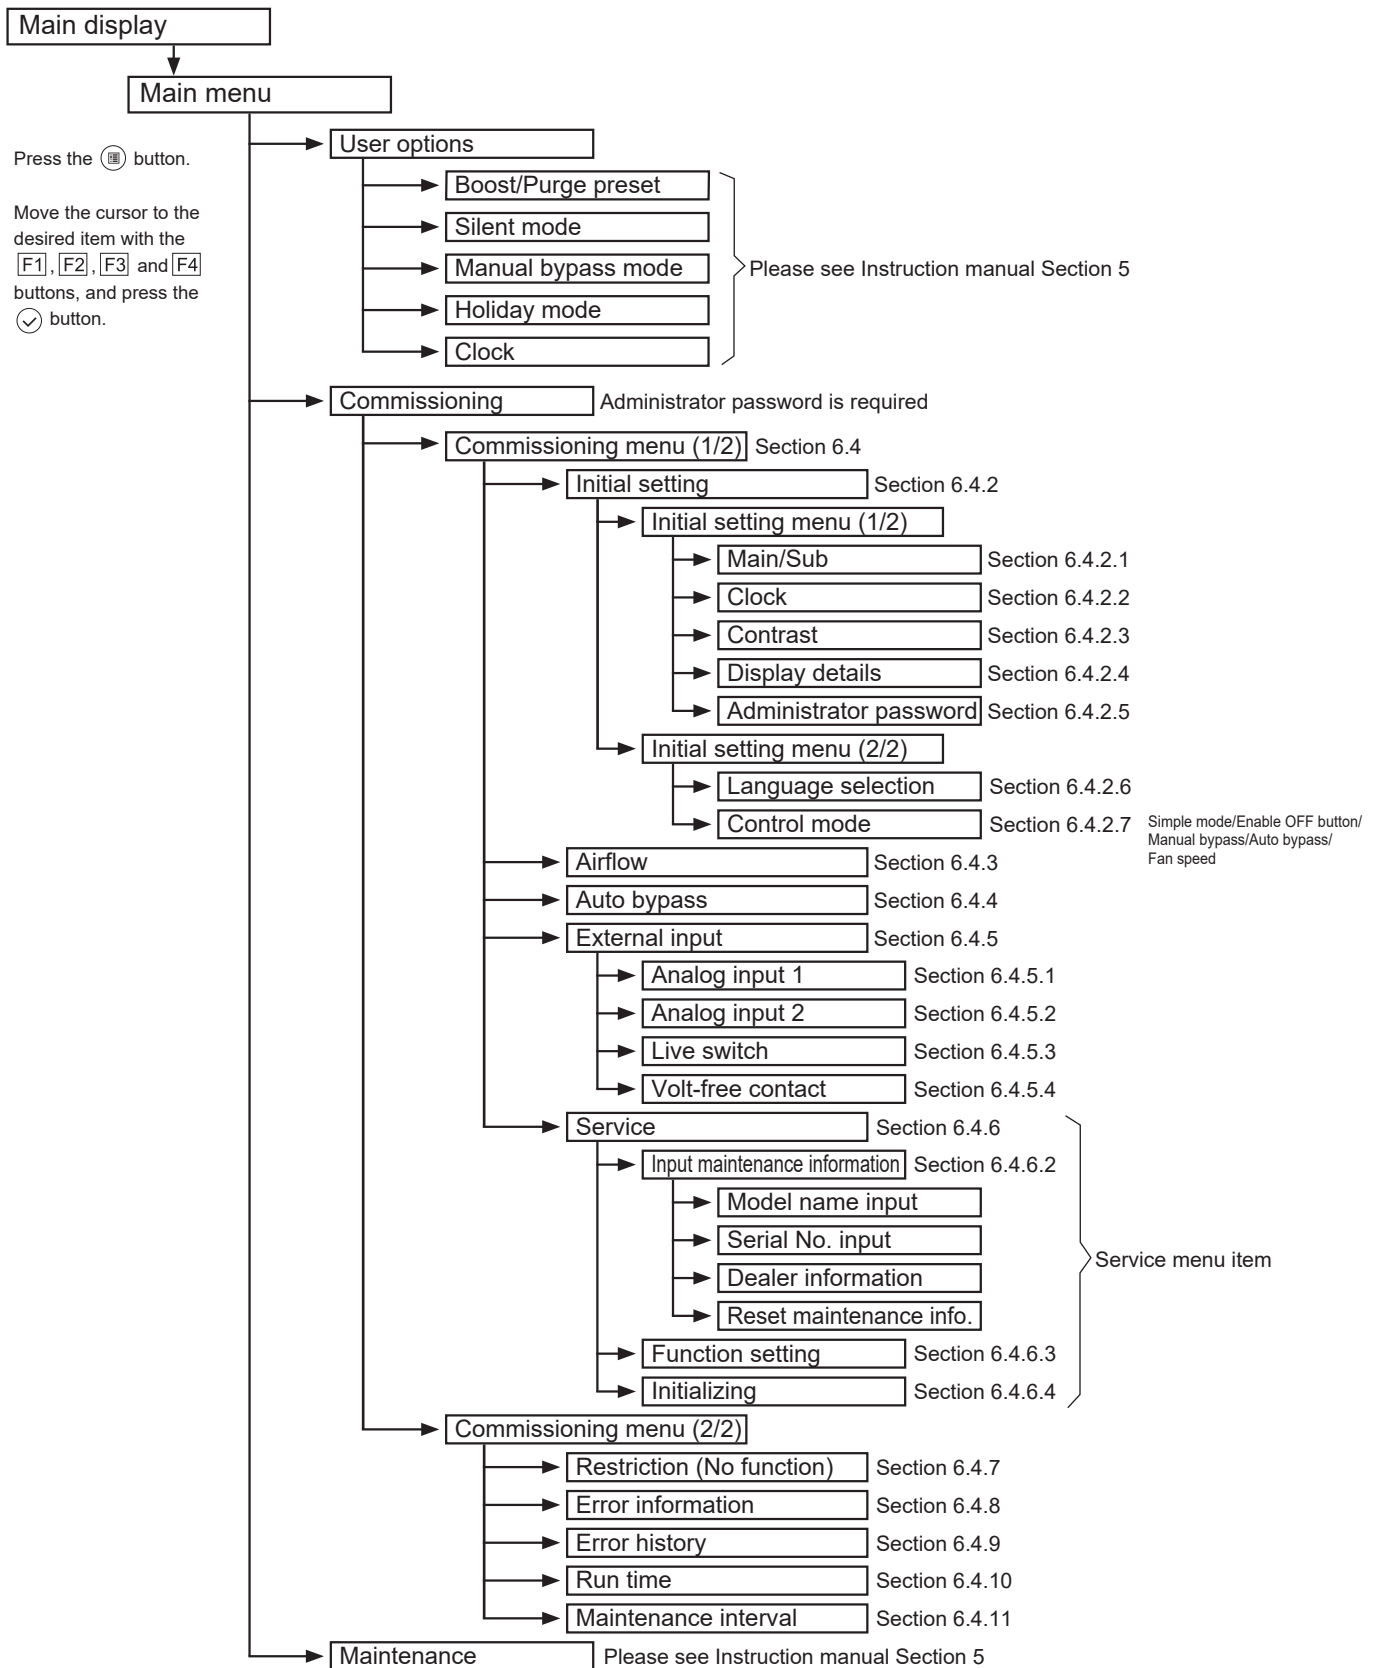 Main display
Main menu
Press the button.
Move the cursor to the
desired item with the
F1, F2, F3 and F4
buttons, and press the
button.
User options
Boost/Purge preset
Silent mode
Manual bypass mode
Holiday mode
Clock
Please see Instruction manual Section 5
Commissioning Administrator password is required
Commissioning menu (1/2) Section 6.4
Initial setting Section 6.4.2
Initial setting menu (1/2)
Main/Sub Section 6.4.2.1
Clock Section 6.4.2.2
Contrast Section 6.4.2.3
Display details Section 6.4.2.4
Administrator password Section 6.4.2.5
Initial setting menu (2/2)
Language selection Section 6.4.2.6
Control mode Section 6.4.2.7
Simple mode/Enable OFF button/
Manual bypass/Auto bypass/
Fan speed
Airflow Section 6.4.3
Auto bypass Section 6.4.4
External input Section 6.4.5
Analog input 1 Section 6.4.5.1
Analog input 2 Section 6.4.5.2
Live switch Section 6.4.5.3
Volt-free contact Section 6.4.5.4
Service Section 6.4.6
Input maintenance information Section 6.4.6.2
Model name input
Serial No. input
Dealer information
Reset maintenance info.
Function setting Section 6.4.6.3
Initializing Section 6.4.6.4
Service menu item
Commissioning menu (2/2)
Restriction (No function) Section 6.4.7
Error information Section 6.4.8
Error history Section 6.4.9
Run time Section 6.4.10
Maintenance interval Section 6.4.11
Maintenance Please see Instruction manual Section 5